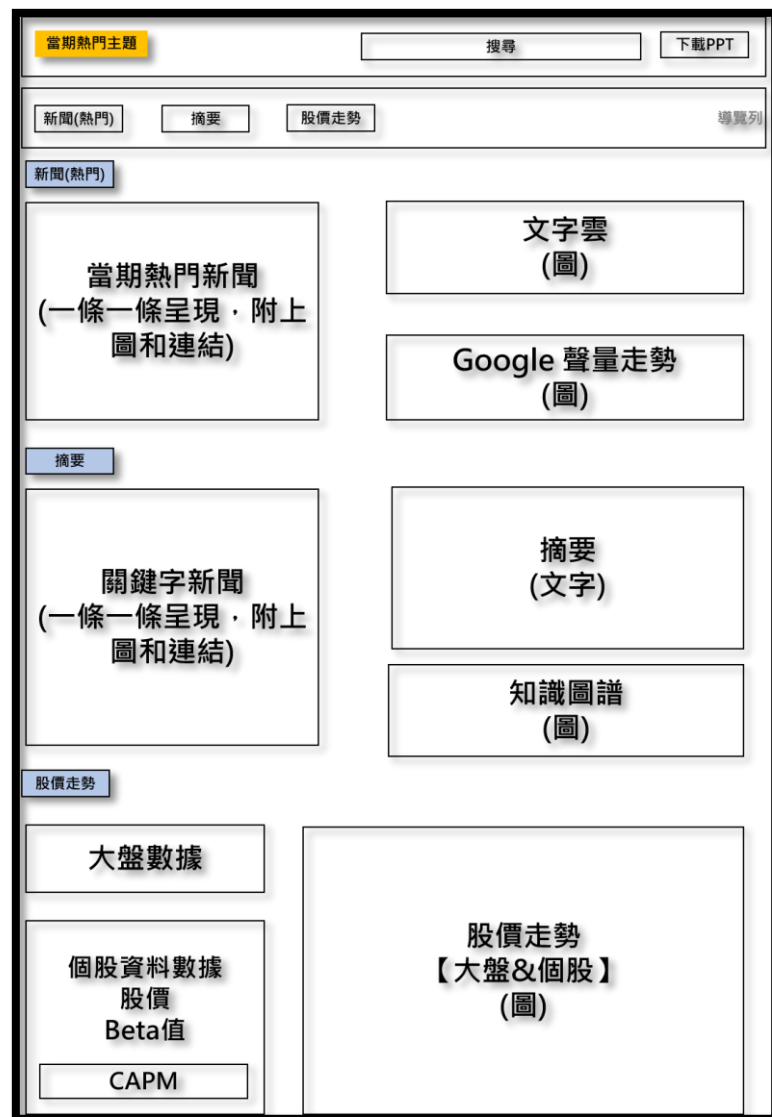 當期熱門主題
搜尋
下載PPT
新聞(熱門)
摘要
股價走勢
導覽列
新聞(熱門)
當期熱門新聞
(一條一條呈現，附上
圖和連結)
文字雲
(圖)
Google 聲量走勢
(圖)
摘要
關鍵字新聞
(一條一條呈現，附上
圖和連結)
摘要
(文字)
知識圖譜
(圖)
股價走勢
大盤數據
個股資料數據
股價
Beta值
CAPM
股價走勢
【大盤&個股】
(圖)